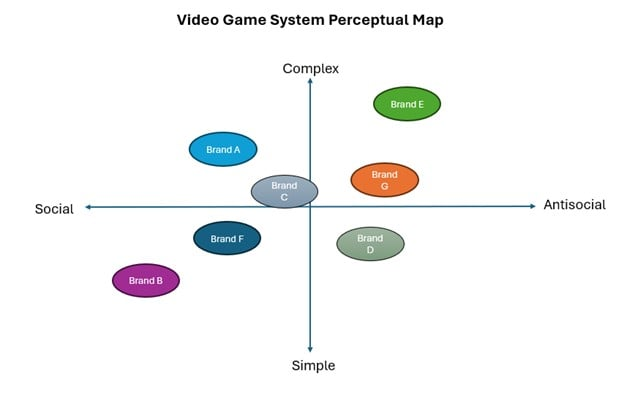 Video Game System Perceptual Map
Complex
Brand E
Brand A
Brand
G
Brand
C
Social
Antisocial
Brand F
Brand
D
Brand B
Simple